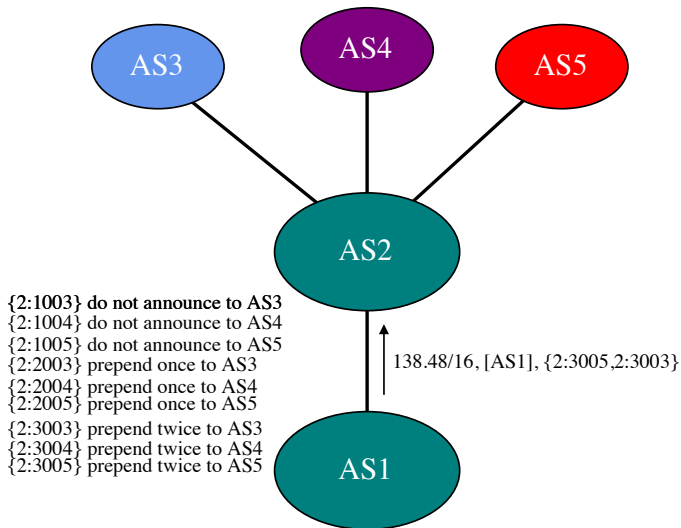 AS3
AS4
AS5
AS2
{2:1003} do not announce to AS3
{2:1004} do not announce to AS4
{2:1005} do not announce to AS5
{2:2003} prepend once to AS3
{2:2004} prepend once to AS4
{2:2005} prepend once to AS5
{2:3003} prepend twice to AS3
{2:3004} prepend twice to AS4
{2:3005} prepend twice to AS5
138.48/16, [AS1], {2:3005,2:3003}
AS1